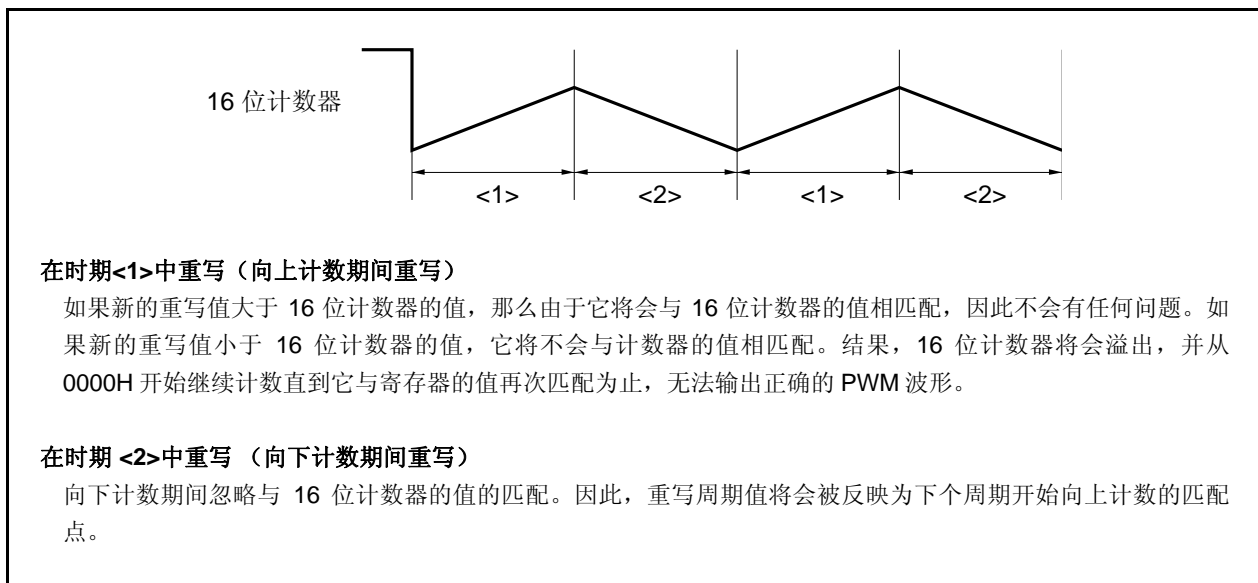 16 位计数器
<1> <2> <1> <2>
在时期<1>中重写（向上计数期间重写）
如果新的重写值大于 16 位计数器的值，那么由于它将会与 16 位计数器的值相匹配，因此不会有任何问题。如
果新的重写值小于 16 位计数器的值，它将不会与计数器的值相匹配。结果，16 位计数器将会溢出，并从
0000H 开始继续计数直到它与寄存器的值再次匹配为止，无法输出正确的 PWM 波形。
在时期 <2>中重写 （向下计数期间重写）
向下计数期间忽略与 16 位计数器的值的匹配。因此，重写周期值将会被反映为下个周期开始向上计数的匹配
点。